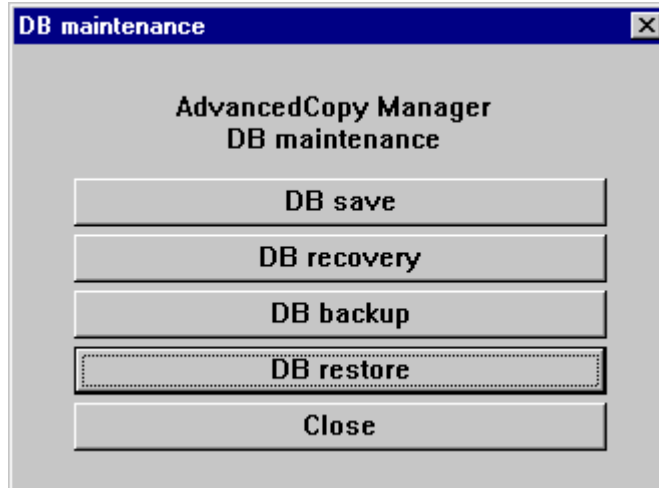 DB maintenance
AdvancedCopy Manager
DB maintenance
DB save
DB recovery
DB backup
DB restore
Close